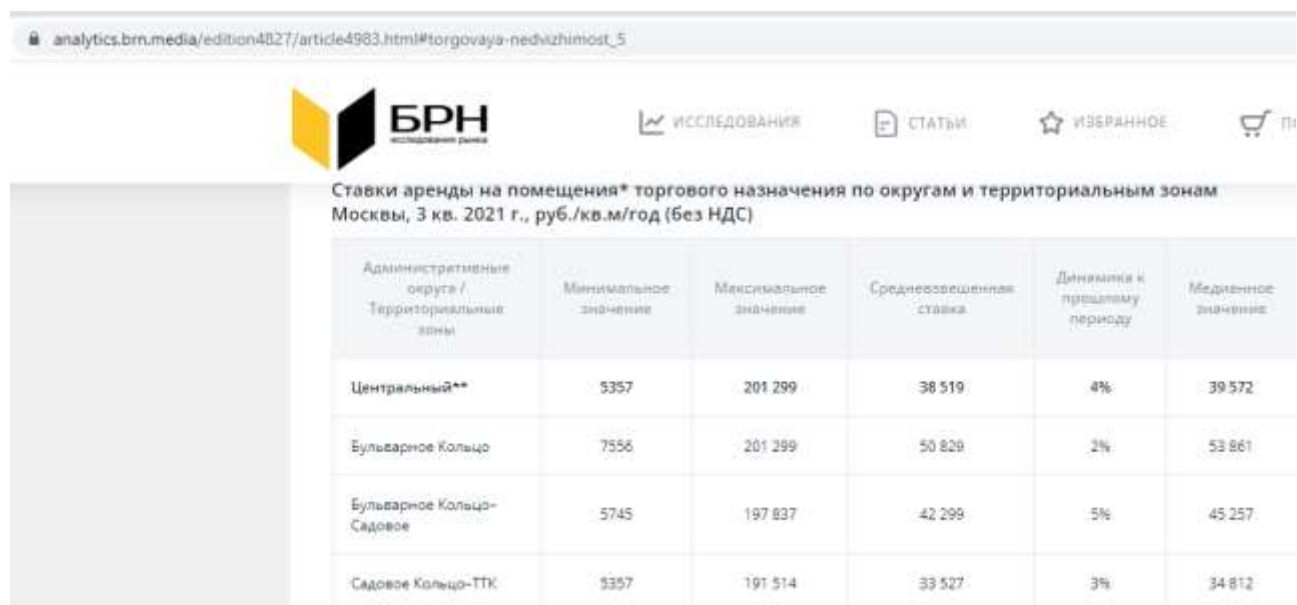 analytics.brn.media/edition4827/article4983.html#torgovaya-nedvizhimost_5
БРН
исследования рынка
ИССЛЕДОВАНИЯ
СТАТЬИ
ИЗБРАННОЕ
Ставки аренды на помещения* торгового назначения по округам и территориальным зонам
Москвы, 3 кв. 2021 г., руб./кв.м/год (без НДС)
Административные
округа /
Территориальные
зоны
Минимальное
значение
Максимальное
значение
Средневзвешенная
ставка
Динамика к
прошлому
периоду
Медианное
значение
Центральный** 5357 201 299 38 519 4% 39 572
Бульварное Кольцо 7556 201 299 50 829 2% 53 861
Бульварное Кольцо–
Садовое
5745 197 837 42 299 5% 45 257
Садовое Кольцо–ТТК 5357 191 514 33 527 3% 34 812